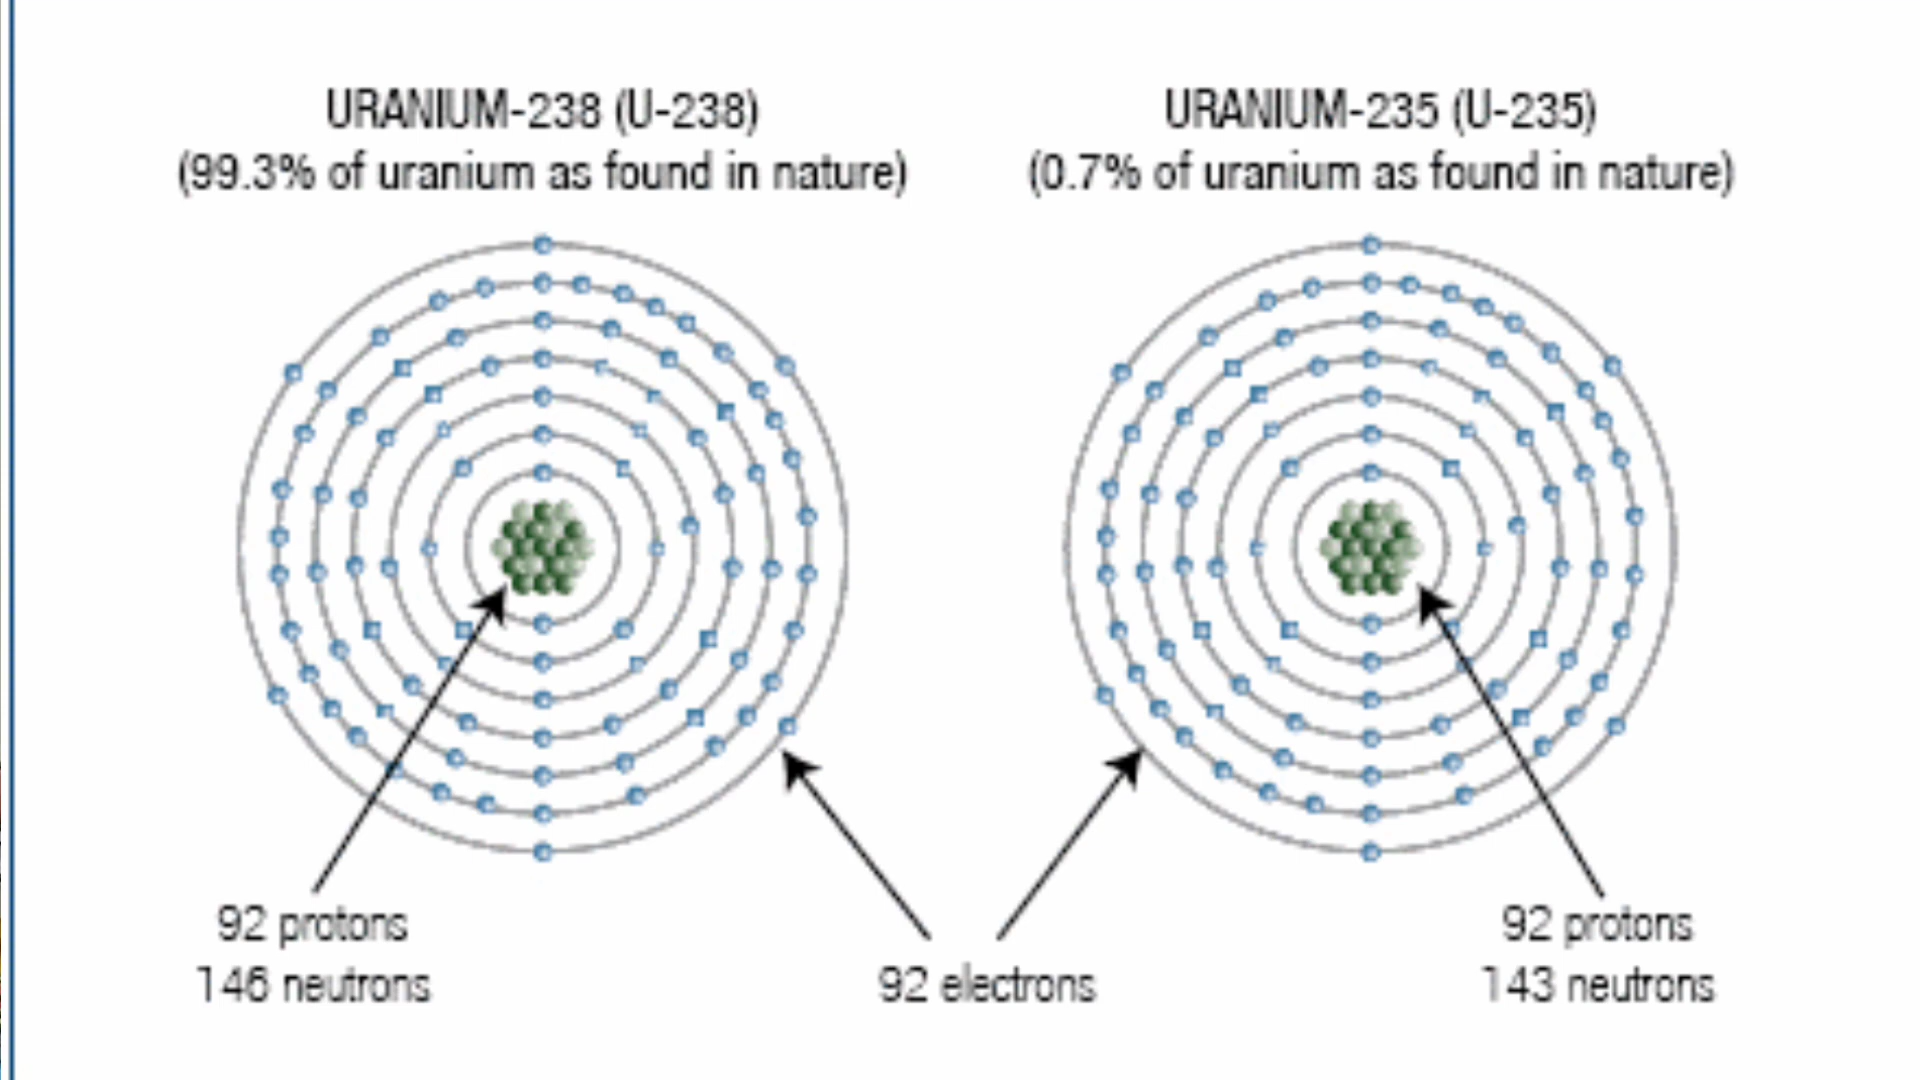 URANIUM-238 (U-238)
(99.3% of uranium as found in nature)
URANIUM-235 (U-235)
(0.7% of uranium as found in nature)
92 protons
146 neutrons
92 electrons
92 protons
143 neutrons